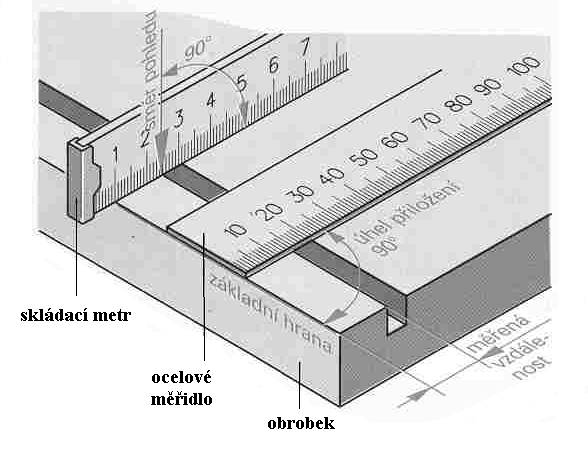 1 2 3 4 5 6 7
směr pohledu
90°
10 20 30 40 50 60 70 80 90 100
úhel přiložení
90°
základní hrana
měřená
vzdále-
nost
skládací metr
ocelové
měřidlo
obrobek